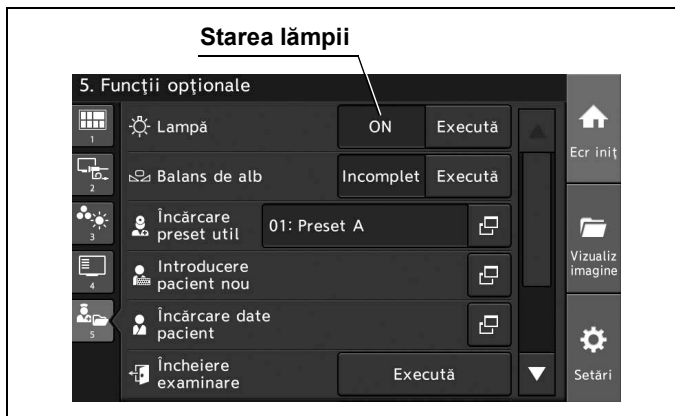 Starea lămpii
5. Funcții opționale
1
Lampă
ON
Execută
Ecr iniț
2
Balans de alb
Incomplet
Execută
3
Încărcare
preset util
01: Preset A
Vizualiz
imagine
4
Introducere
pacient nou
5
Încărcare date
pacient
Încheiere
examinare
Execută
Setări